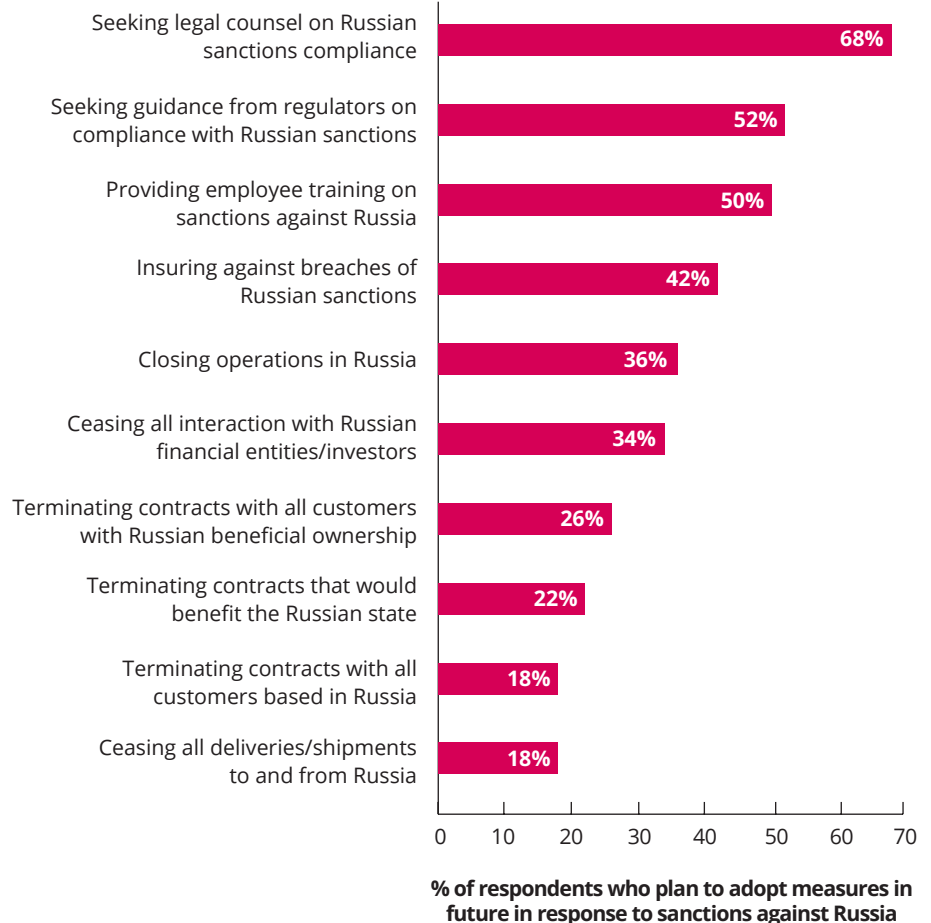 Seeking legal counsel on Russian
sanctions compliance
68%
Seeking guidance from regulators on
compliance with Russian sanctions
52%
Providing employee training on
sanctions against Russia
50%
Insuring against breaches of
Russian sanctions
42%
Closing operations in Russia
36%
Ceasing all interaction with Russian
financial entities/investors
34%
Terminating contracts with all customers
with Russian beneficial ownership
26%
Terminating contracts that would
benefit the Russian state
22%
Terminating contracts with all
customers based in Russia
18%
Ceasing all deliveries/shipments
to and from Russia
18%
0 10 20 30 40 50 60 70
% of respondents who plan to adopt measures in
future in response to sanctions against Russia